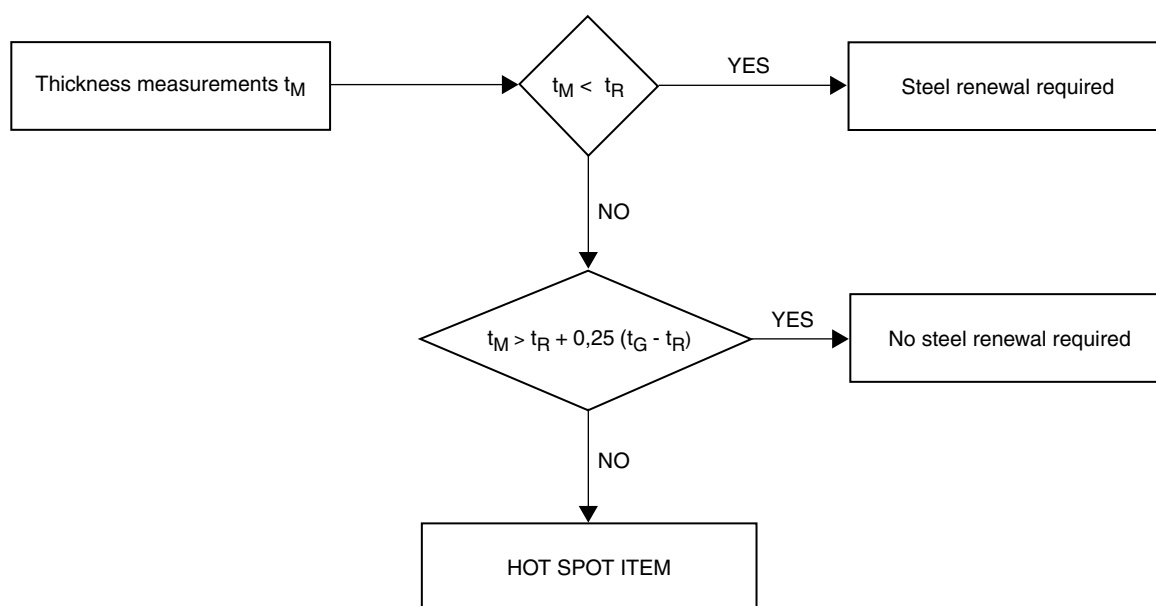 Thickness measurements tM
tM < tR
YES
Steel renewal required
NO
tM > tR + 0,25 (tG - tR)
YES
No steel renewal required
NO
HOT SPOT ITEM